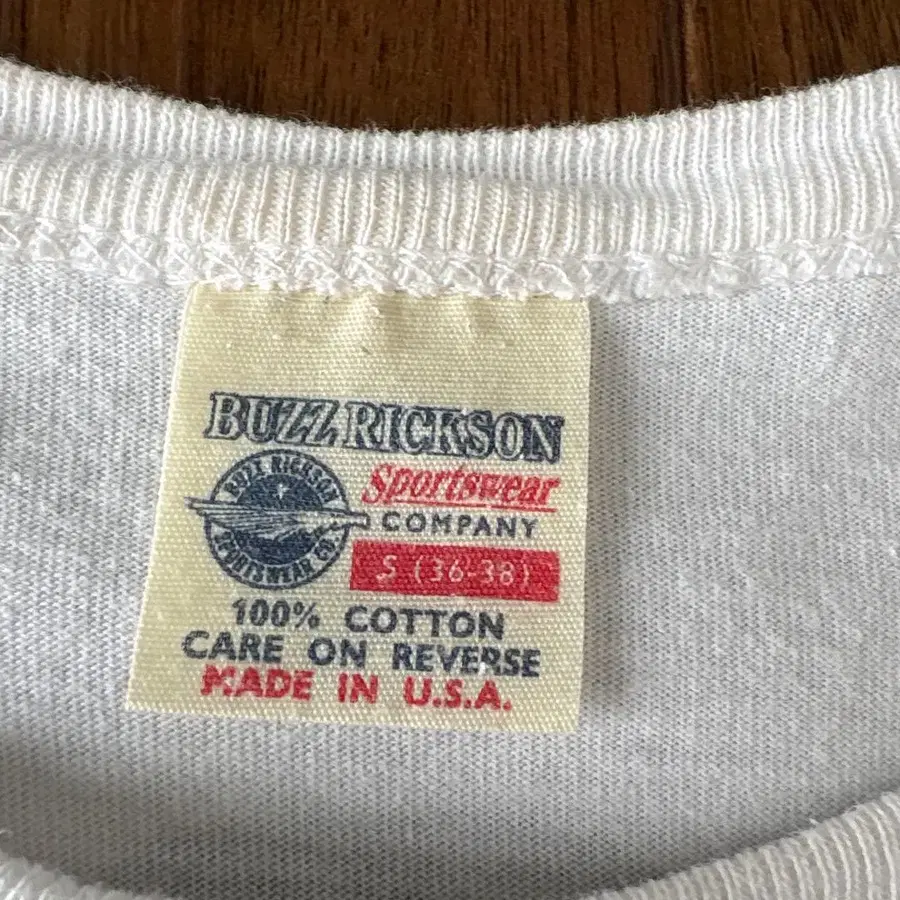 BUZZ RICKSON
Sportswear
COMPANY
BUZZ RICKSON
SPORTSWEAR CO.
S (36-38)
100% COTTON
CARE ON REVERSE
MADE IN U.S.A.